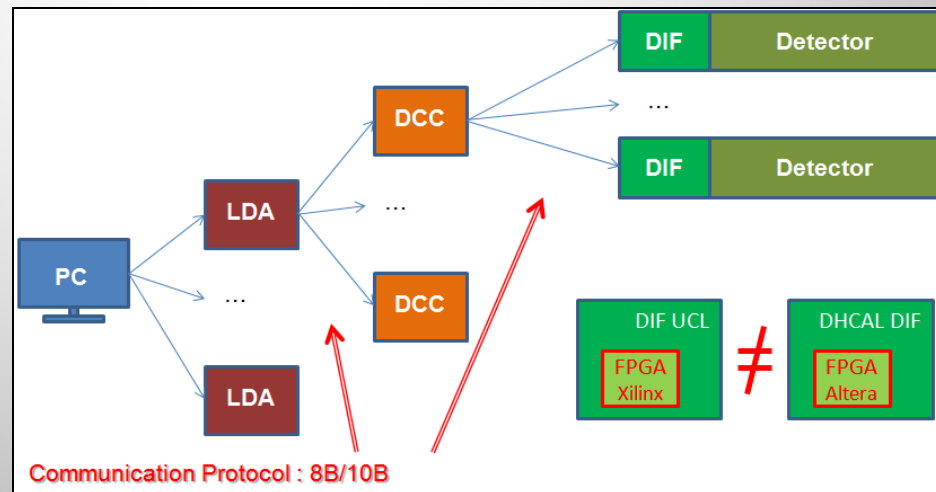 DIF Detector
...
DCC
DIF Detector
LDA
...
PC
...
DCC
DIF UCL
FPGA
Xilinx
≠
DHCAL DIF
FPGA
Altera
LDA
Communication Protocol : 8B/10B